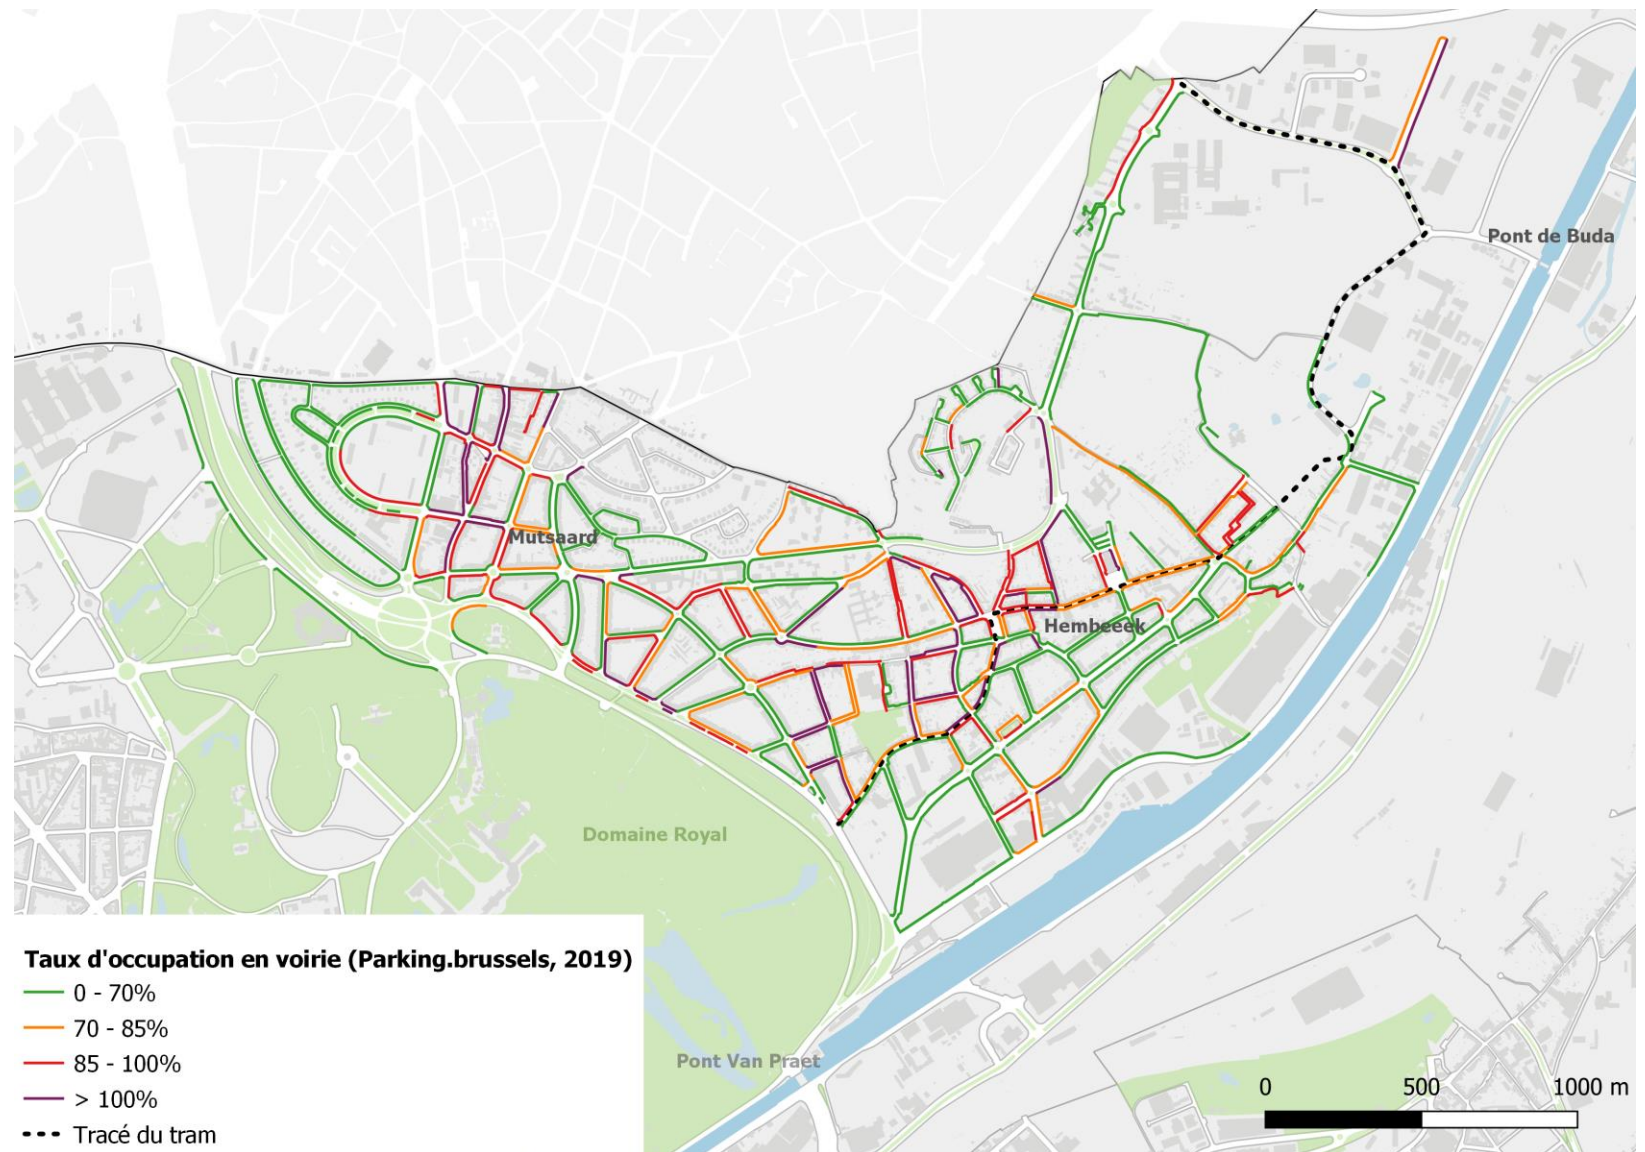 Pont de Buda
Mutsaard
Hembeeek
Domaine Royal
Pont Van Praet
Taux d'occupation en voirie (Parking.brussels, 2019)
0 - 70%
70 - 85%
85 - 100%
> 100%
Tracé du tram
0 500 1000 m